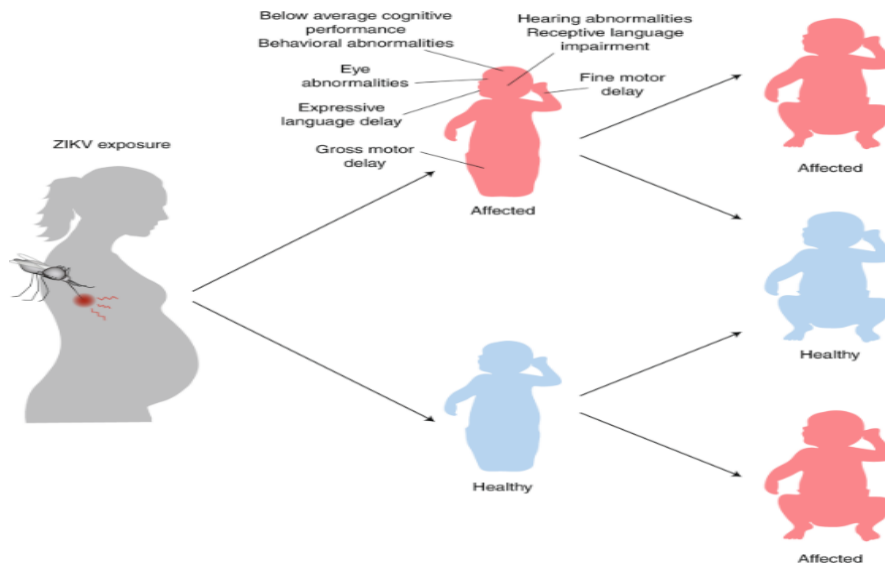 Below average cognitive
performance
Behavioral abnormalities
Hearing abnormalities
Receptive language
impairment
Eye
abnormalities
Fine motor
delay
Expressive
language delay
ZIKV exposure
Gross motor
delay
Affected
Affected
Healthy
Healthy
Affected